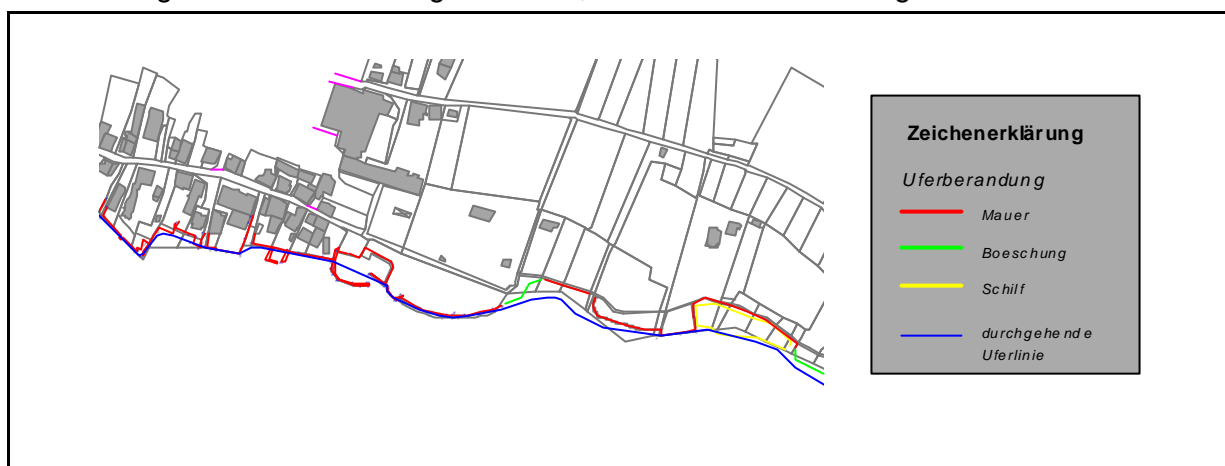 Zeichenerklärung
Uferberandung
Mauer
Boeschung
Schilf
durchgehende
Uferlinie